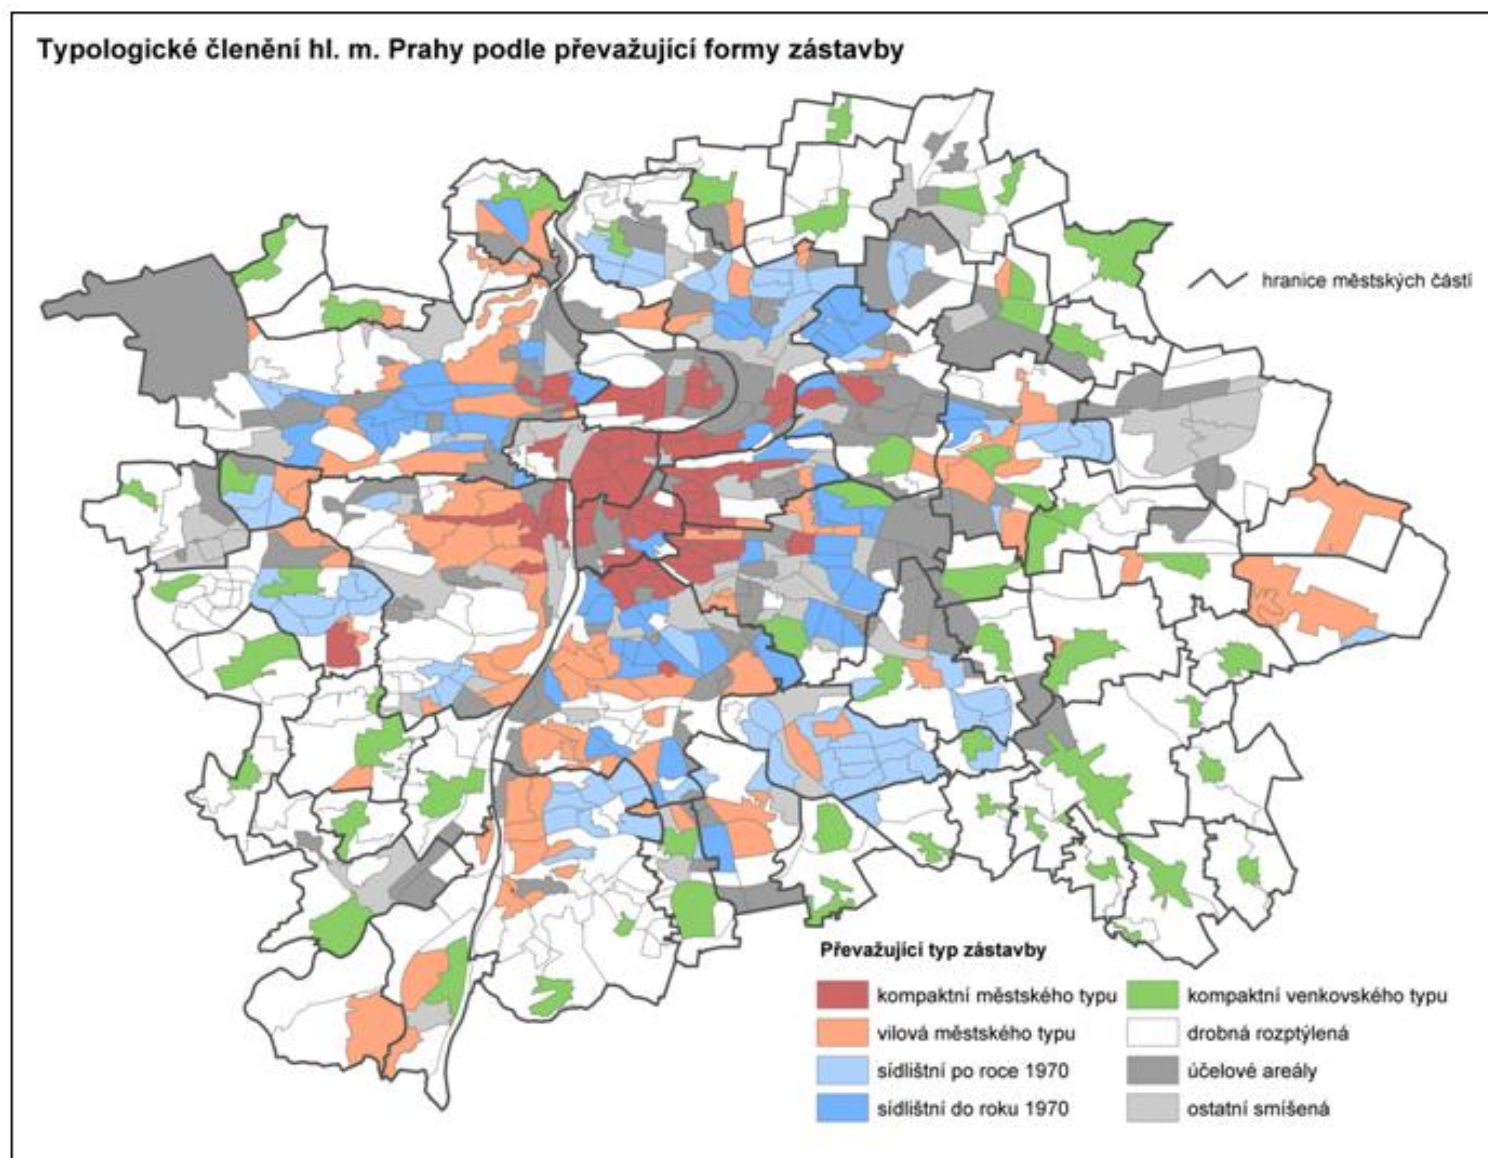 Typologické členění hl. m. Prahy podle převažující formy zástavby
hranice městských částí
Převažující typ zástavby
kompaktní městského typu
vilová městského typu
sídlištní po roce 1970
sídlištní do roku 1970
kompaktní venkovského typu
drobná rozptýlená
účelové areály
ostatní smíšená